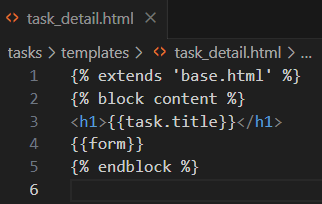 task_detail.html
tasks > templates > task_detail.html > ...
1 {% extends 'base.html' %}
2 {% block content %}
3 <h1>{{task.title}}</h1>
4 {{form}}
5 {% endblock %}
6